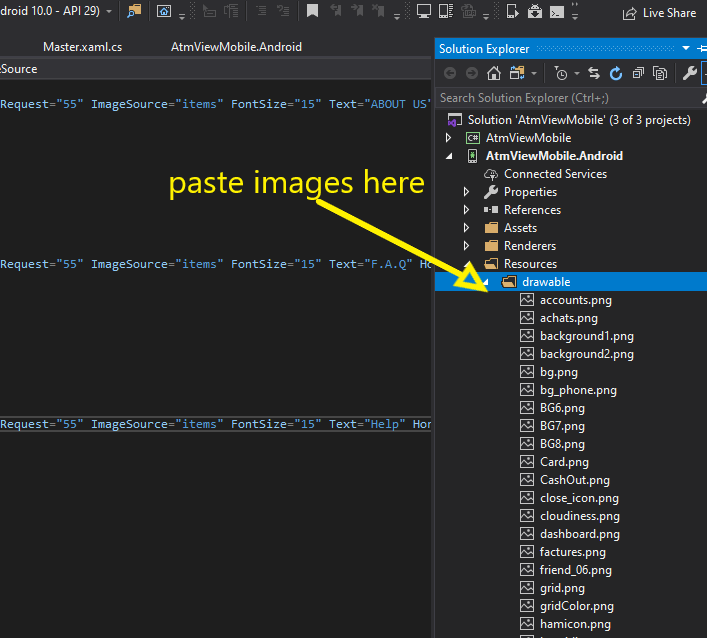 droid 10.0 - API 29)
Live Share
Master.xaml.cs
AtmViewMobile.Android
Solution Explorer
eSource
Search Solution Explorer (Ctrl+;)
Request="55" ImageSource="items" FontSize="15" Text="ABOUT US"
Solution 'AtmViewMobile' (3 of 3 projects)
C# AtmViewMobile
AtmViewMobile.Android
Connected Services
paste images here
Properties
References
Assets
Renderers
Request="55" ImageSource="items" FontSize="15" Text="F.A.Q" Ho
Resources
drawable
accounts.png
achats.png
background1.png
background2.png
bg.png
bg_phone.png
BG6.png
BG7.png
Request="55" ImageSource="items" FontSize="15" Text="Help" Hor
BG8.png
Card.png
CashOut.png
close_icon.png
cloudiness.png
dashboard.png
factures.png
friend_06.png
grid.png
gridColor.png
hamicon.png